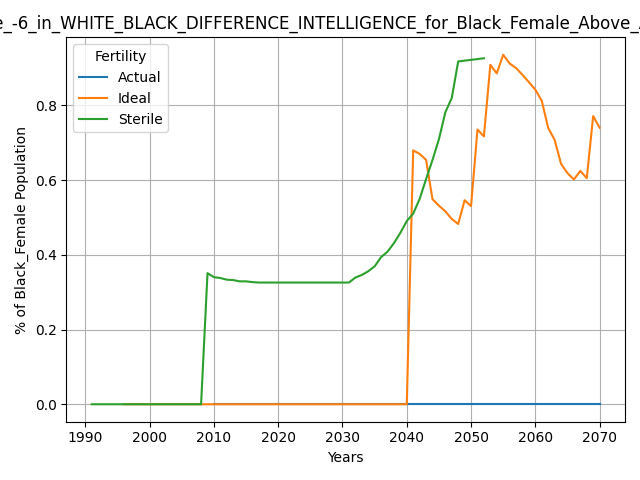 _-6_in_WHITE_BLACK_DIFFERENCE_INTELLIGENCE_for_Black_Female_Above_
Fertility
Actual
Ideal
Sterile
% of Black_Female Population
0.8
0.6
0.4
0.2
0.0
1990 2000 2010 2020 2030 2040 2050 2060 2070
Years